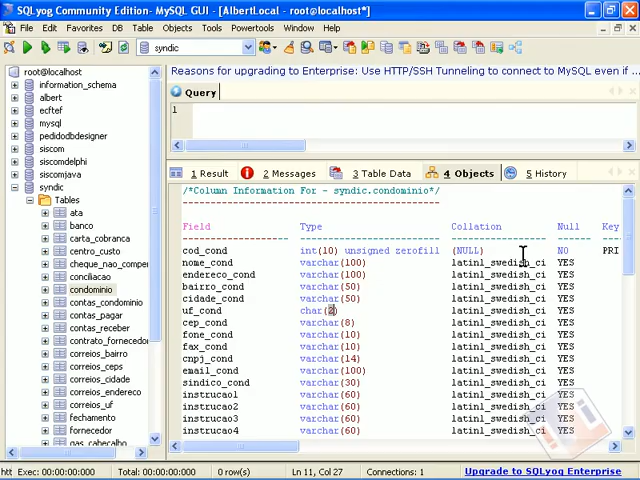 SQLyog Community Edition- MySQL GUI - [AlbertLocal - root@localhost*]
File Edit Favorites DB Table Objects Tools Powertools Window Help
syndic
root@localhost
information_schema
albert
ecftef
mysql
pedidodbdesigner
siscom
siscomdelphi
siscomjava
syndic
Tables
ata
banco
carta_cobranca
centro_custo
cheque_nao_compen
conciliacao
condominio
contas_condominio
contas_pagar
contas_receber
contrato_fornecedor
correios_bairro
correios_cep
correios_cidade
correios_endereco
correios_uf
fechamento
fornecedor
gas_cabecalho
Reasons for upgrading to Enterprise: Use HTTP/SSH Tunneling to connect to MySQL even if ...
Query
1
1 Result 2 Messages 3 Table Data 4 Objects 5 History
/*Column Information For - syndic.condominio*/
Field Type Collation Null Key
cod_cond int(10) unsigned zerofill (NULL) NO PRI
nome_cond varchar(100) latin1_swedish_ci YES
endereco_cond varchar(100) latin1_swedish_ci YES
bairro_cond varchar(50) latin1_swedish_ci YES
cidade_cond varchar(50) latin1_swedish_ci YES
uf_cond char(2) latin1_swedish_ci YES
cep_cond varchar(8) latin1_swedish_ci YES
fone_cond varchar(10) latin1_swedish_ci YES
fax_cond varchar(10) latin1_swedish_ci YES
cnpj_cond varchar(14) latin1_swedish_ci YES
email_cond varchar(100) latin1_swedish_ci YES
sindico_cond varchar(30) latin1_swedish_ci YES
instrucao1 varchar(60) latin1_swedish_ci YES
instrucao2 varchar(60) latin1_swedish_ci YES
instrucao3 varchar(60) latin1_swedish_ci YES
instrucao4 varchar(60) latin1_swedish_ci YES
htt Exec: 00:00:00:000 Total: 00:00:00:000 0 row(s) Ln 11, Col 27 Connections: 1 Upgrade to SQLyog Enterprise